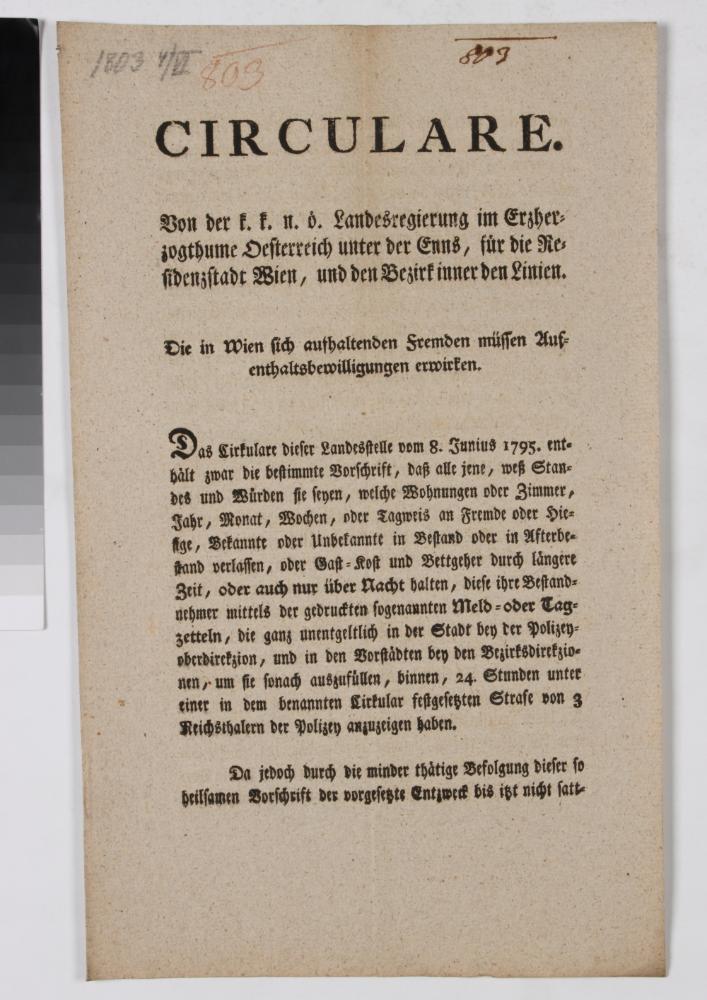 1803 4/VI
803
803
CIRCULARE.
Von der k. k. n. ö. Landesregierung im Erzher-
zogthume Oesterreich unter der Enns, für die Re-
sidenzstadt Wien, und den Bezirk inner den Linien.
Die in Wien sich aufhaltenden Fremden müssen Auf-
enthaltsbewilligungen erwirken.
Das Cirkulare dieser Landesstelle vom 8. Junius 1795. ent-
hält zwar die bestimmte Vorschrift, daß alle jene, weß Stan-
des und Würden sie seyen, welche Wohnungen oder Zimmer,
Jahr, Monat, Wochen, oder Tagweis an Fremde oder Hie-
sige, Bekannte oder Unbekannte in Bestand oder in Afterbe-
stand verlassen, oder Gast-Kost und Bettgeher durch längere
Zeit, oder auch nur über Nacht halten, diese ihre Bestand-
nehmer mittels der gedruckten sogenannten Meld-oder Tag-
zetteln, die ganz unentgeltlich in der Stadt bey der Polizey-
oberdirekzion, und in den Vorstädten bey den Bezirksdirekzio-
nen, um sie sonach auszufüllen, binnen, 24. Stunden unter
einer in dem benannten Cirkular festgesetzten Strafe von 3
Reichsthalern der Polizey anzuzeigen haben.
Da jedoch durch die minder thätige Befolgung dieser so
heilsamen Vorschrift der vorgesetzte Entzweck bis itzt nicht satt-